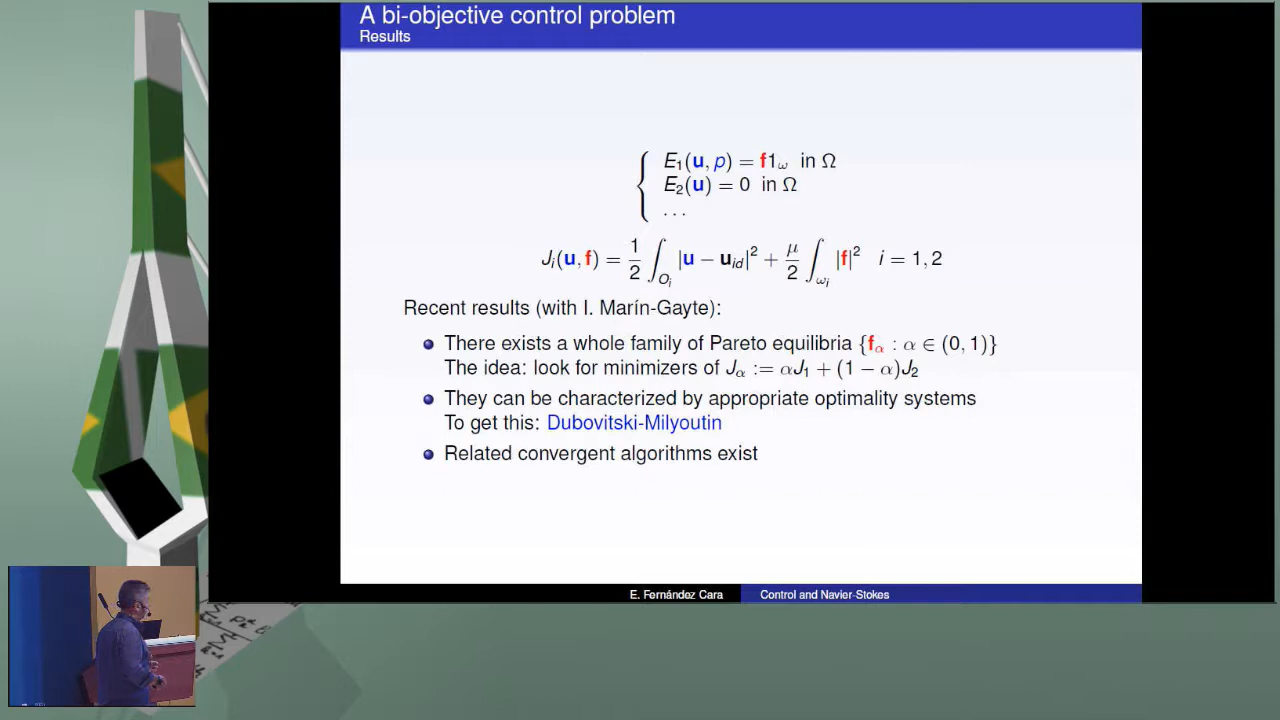 A bi-objective control problem
Results
E₁(u, p) = f1_ω in Ω
E₂(u) = 0 in Ω
...
J_i(u, f) = 1/2 ∫_{O_i} |u − u_{id}|² + μ/2 ∫_{ω_i} |f|² i = 1, 2
Recent results (with I. Marín-Gayte):
There exists a whole family of Pareto equilibria {f_α : α ∈ (0, 1)}
The idea: look for minimizers of J_α := αJ₁ + (1 − α)J₂
They can be characterized by appropriate optimality systems
To get this: Dubovitski-Milyoutin
Related convergent algorithms exist
E. Fernández Cara Control and Navier-Stokes